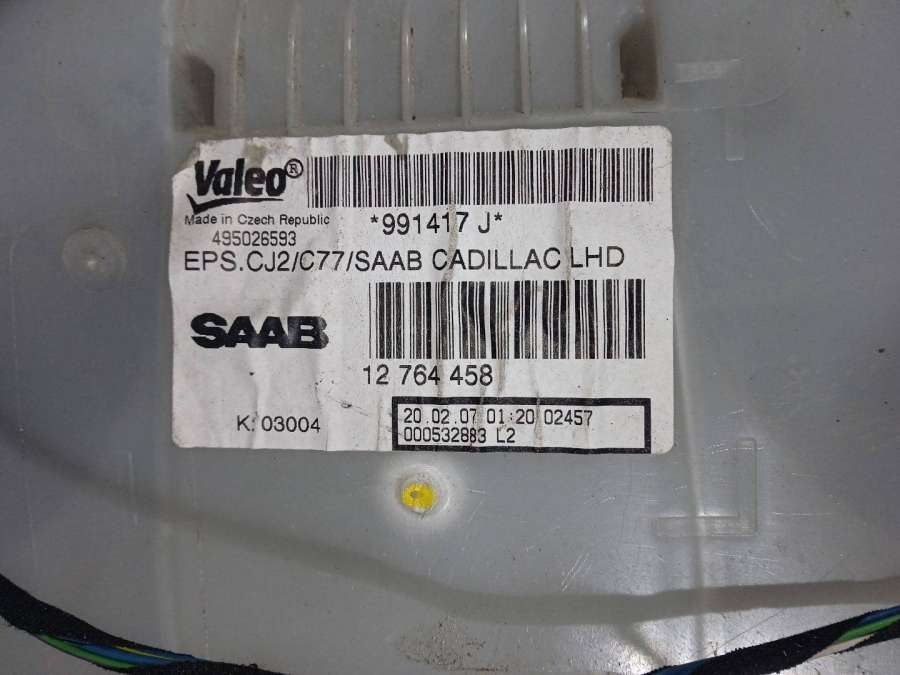 Valeo®
Made in Czech Republic
*991417 J*
495026593
EPS.CJ2/C77/SAAB CADILLAC LHD
SAAB
12 764 458
K: 03004
20.02.07 01:20 02457
000532883 L2